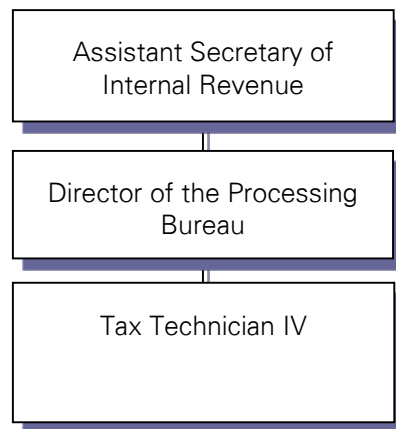 Assistant Secretary of
Internal Revenue
Director of the Processing
Bureau
Tax Technician IV